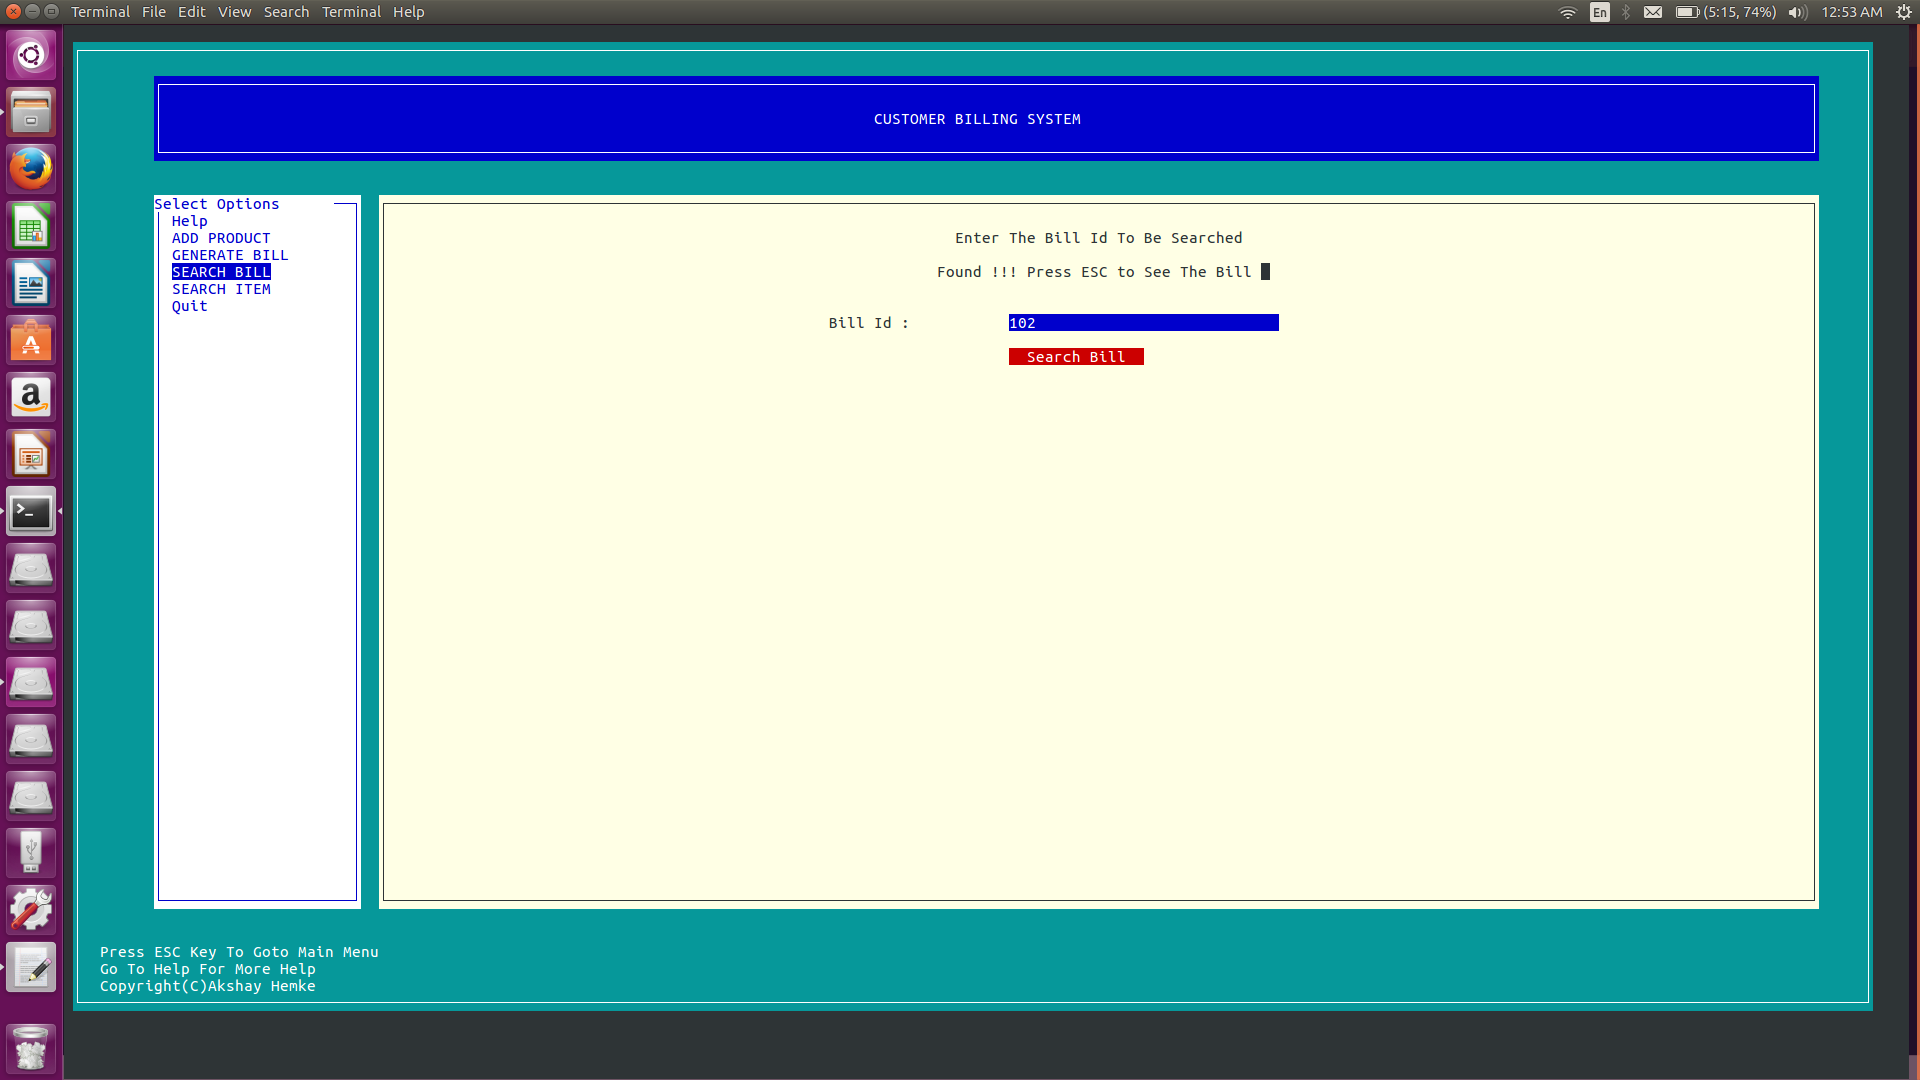 Terminal File Edit View Search Terminal Help
En
(5:15, 74%)
12:53 AM
CUSTOMER BILLING SYSTEM
Select Options
Help
ADD PRODUCT
GENERATE BILL
SEARCH BILL
SEARCH ITEM
Quit
Enter The Bill Id To Be Searched
Found !!! Press ESC to See The Bill
Bill Id : 102
Search Bill
Press ESC Key To Goto Main Menu
Go To Help For More Help
Copyright(C)Akshay Hemke